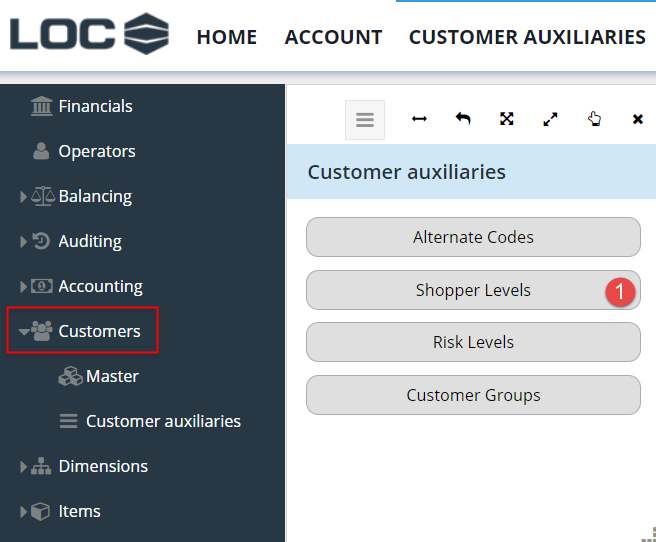 LOC
HOME ACCOUNT CUSTOMER AUXILIARIES
Financials
Operators
Balancing
Auditing
Accounting
Customers
Master
Customer auxiliaries
Dimensions
Items
Customer auxiliaries
Alternate Codes
Shopper Levels 1
Risk Levels
Customer Groups